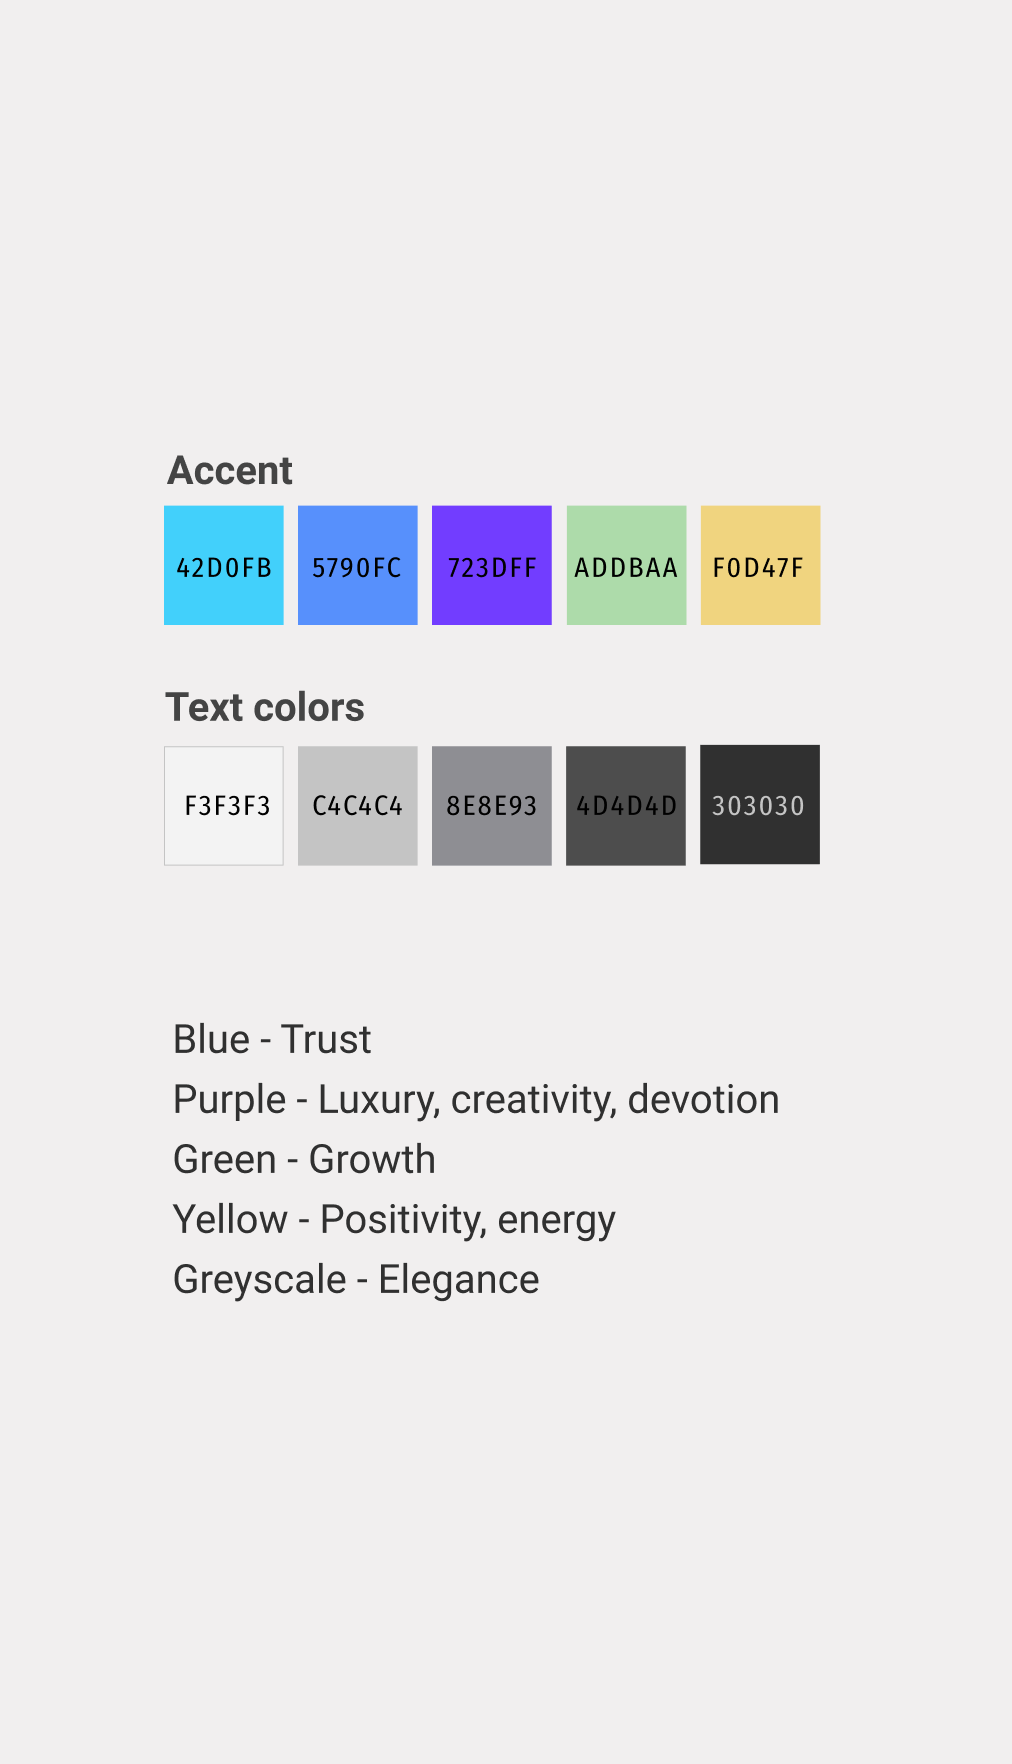 Accent
42D0FB 5790FC 723DFF ADDBAA F0D47F
Text colors
F3F3F3 C4C4C4 8E8E93 4D4D4D 303030
Blue - Trust
Purple - Luxury, creativity, devotion
Green - Growth
Yellow - Positivity, energy
Greyscale - Elegance